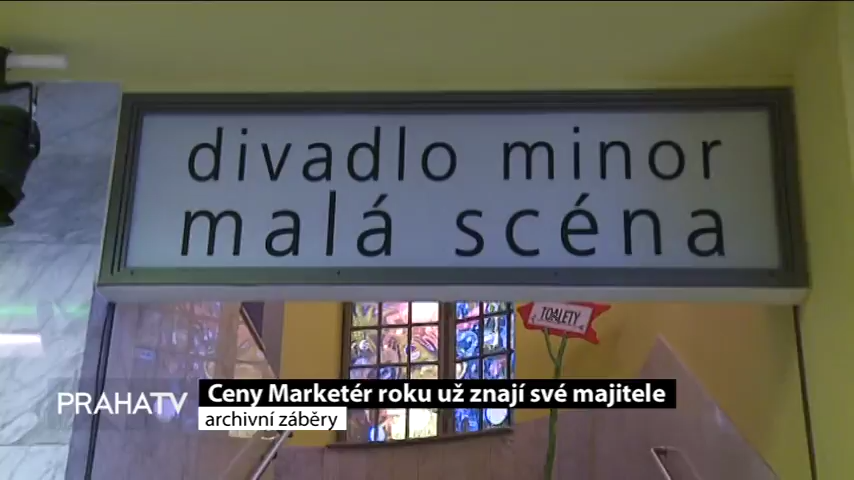 divadlo minor
malá scéna
TOALETY
PRAHATV
Ceny Marketér roku už znají své majitele
archivní záběry